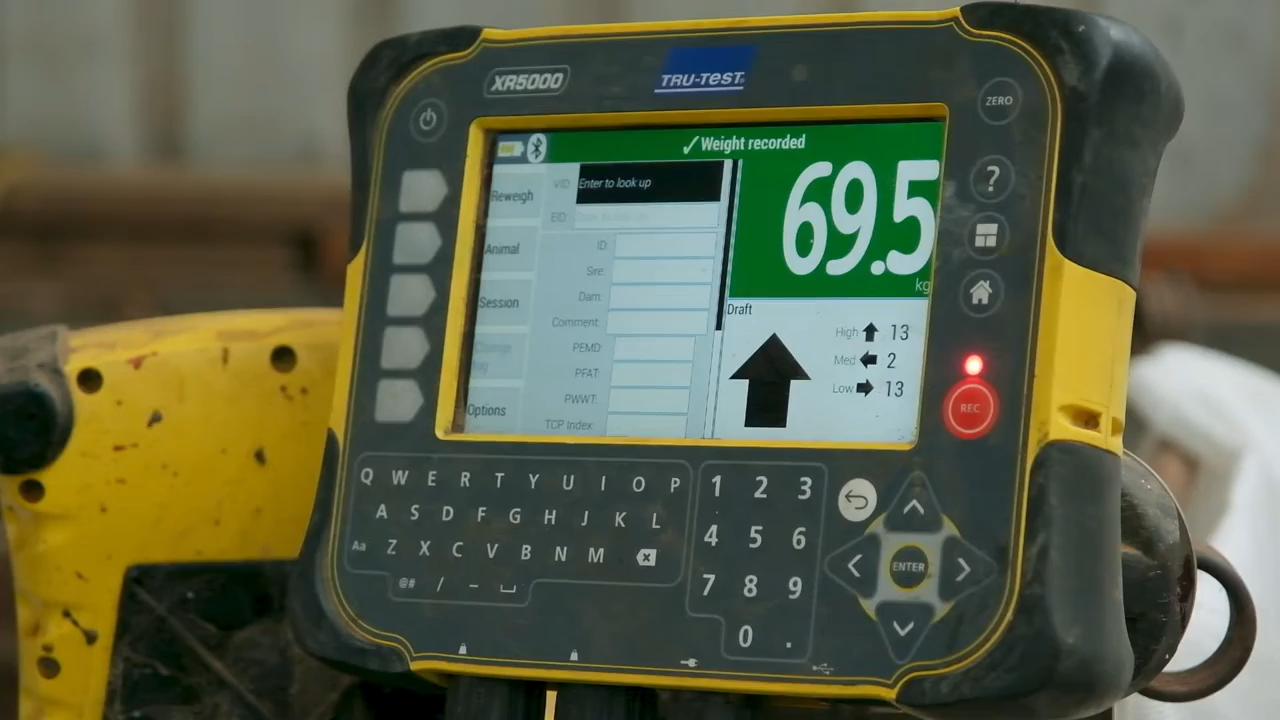 XR5000
TRU-TEST
ZERO
?
✓Weight recorded
Reweigh
Animal
Session
Options
VID:
Enter to look up
EID:
ID:
Sire:
Dam:
Comment:
PEMD:
PFAT:
PWWT:
TCP Index:
69.5
kg
Draft
High 13
Med 2
Low 13
REC
Q W E R T Y U I O P
A S D F G H J K L
Aa Z X C V B N M
@# / –
1 2 3
4 5 6
7 8 9
0 .
ENTER